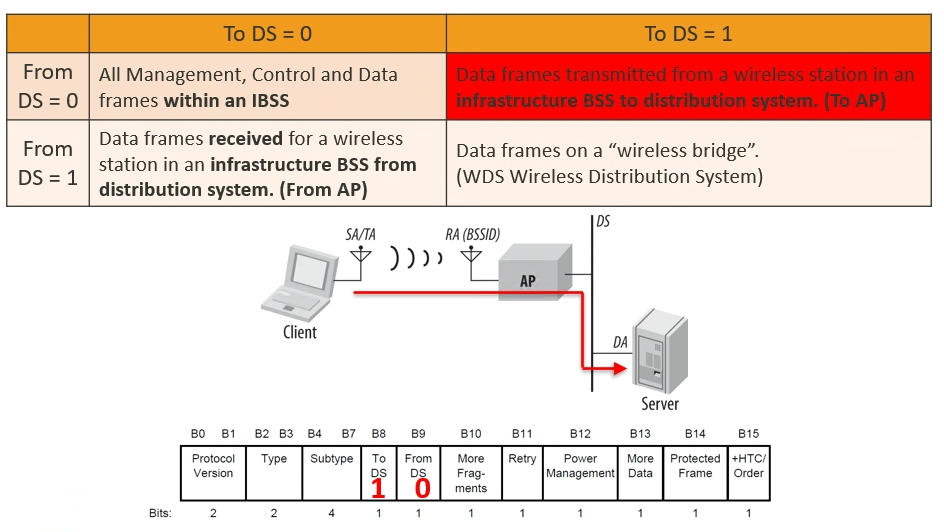 To DS = 0
To DS = 1
From
DS = 0
All Management, Control and Data
frames within an IBSS
Data frames transmitted from a wireless station in an
infrastructure BSS to distribution system. (To AP)
From
DS = 1
Data frames received for a wireless
station in an infrastructure BSS from
distribution system. (From AP)
Data frames on a “wireless bridge”.
(WDS Wireless Distribution System)
DS
SA/TA
RA (BSSID)
AP
Client
DA
Server
B0 B1 B2 B3 B4 B7 B8 B9 B10 B11 B12 B13 B14 B15
Protocol
Version
Type
Subtype
To
DS
1
From
DS
0
More
Frag-
ments
Retry
Power
Management
More
Data
Protected
Frame
+HTC/
Order
Bits: 2 2 4 1 1 1 1 1 1 1 1